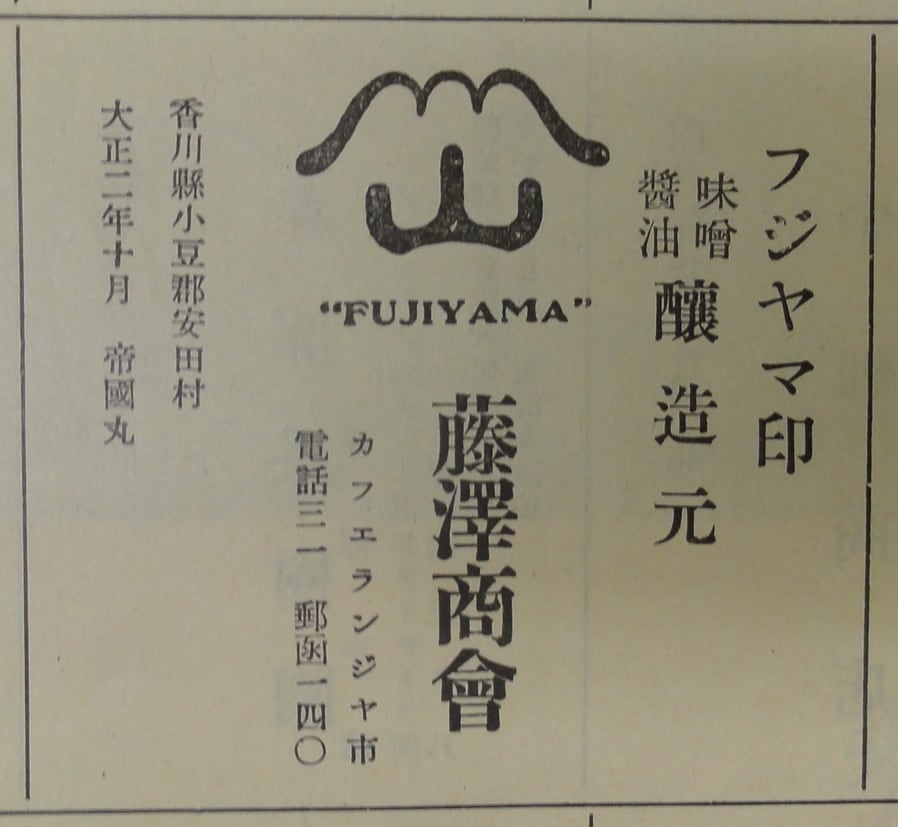 フジヤマ印
味噌
醬油
釀造元
山
“FUJIYAMA”
藤澤商會
カフエランジヤ市
電話三一 郵函一四〇
香川縣小豆郡安田村
大正二年十月 帝國丸